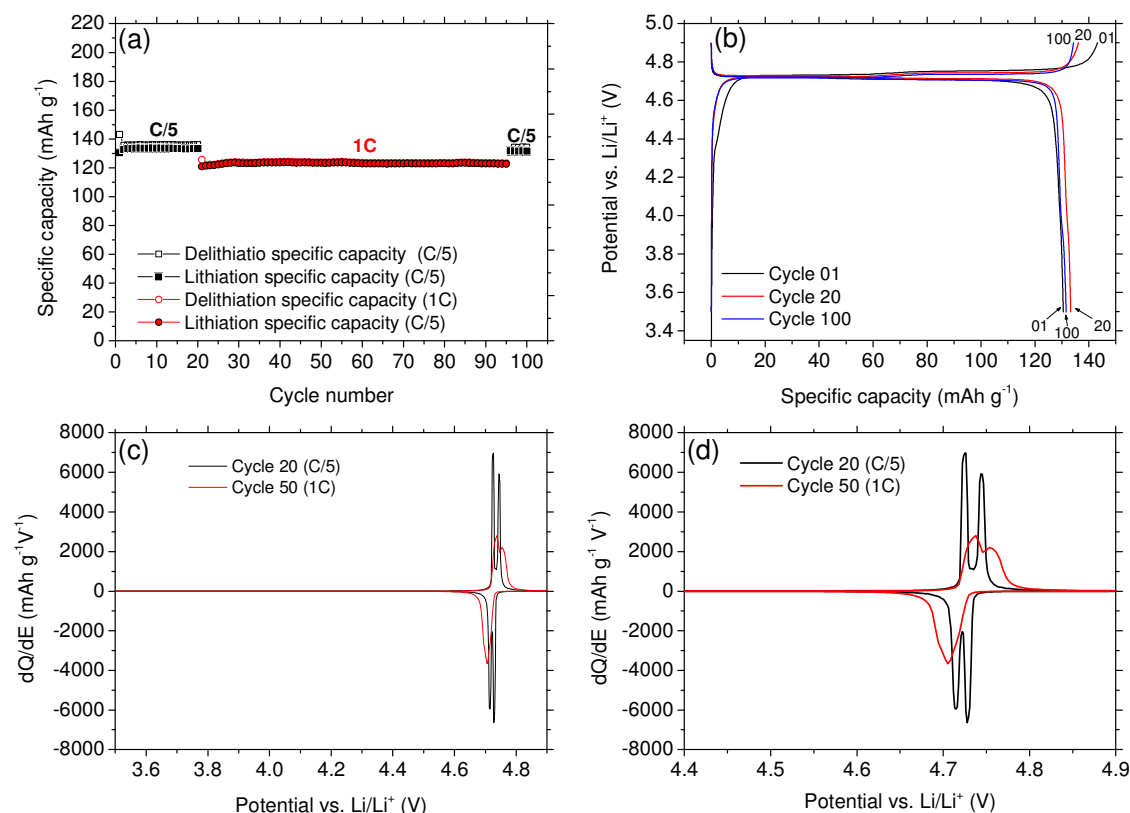 (a)
220
200
180
160
140
120
100
80
60
40
20
0
0 10 20 30 40 50 60 70 80 90 100
Specific capacity (mAh g⁻¹)
Cycle number
C/5
1C
C/5
Delithiatio specific capacity (C/5)
Lithiation specific capacity (C/5)
Delithiation specific capacity (1C)
Lithiation specific capacity (C/5)
(b)
5.0
4.8
4.6
4.4
4.2
4.0
3.8
3.6
3.4
0 20 40 60 80 100 120 140
Potential vs. Li/Li⁺ (V)
Specific capacity (mAh g⁻¹)
100 20 01
Cycle 01
Cycle 20
Cycle 100
01 100 20
(c)
8000
6000
4000
2000
0
-2000
-4000
-6000
-8000
3.6 3.8 4.0 4.2 4.4 4.6 4.8
dQ/dE (mAh g⁻¹V⁻¹)
Potential vs. Li/Li⁺ (V)
Cycle 20 (C/5)
Cycle 50 (1C)
(d)
8000
6000
4000
2000
0
-2000
-4000
-6000
-8000
4.4 4.5 4.6 4.7 4.8 4.9
dQ/dE (mAh g⁻¹ V⁻¹)
Potential vs. Li/Li⁺ (V)
Cycle 20 (C/5)
Cycle 50 (1C)